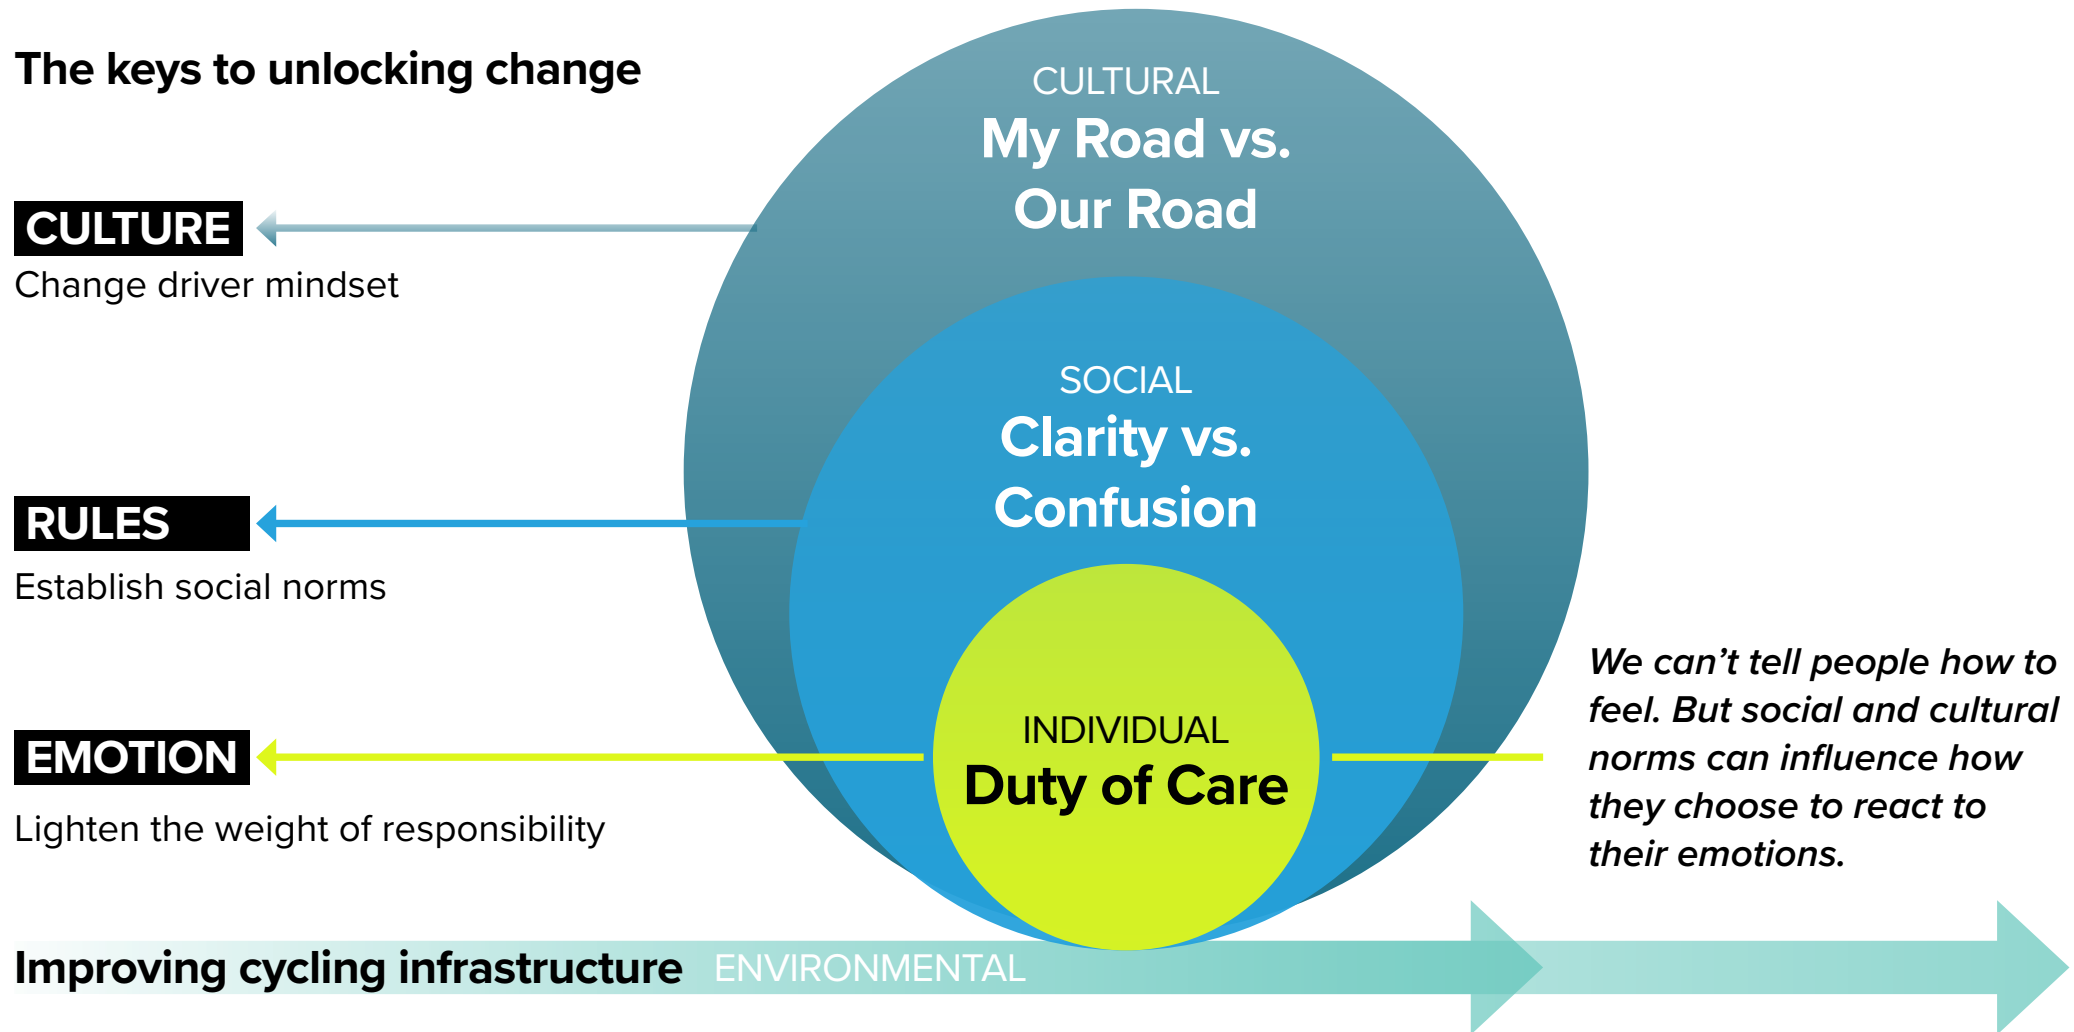 The keys to unlocking change
CULTURAL
My Road vs.
Our Road
CULTURE
Change driver mindset
SOCIAL
Clarity vs.
Confusion
RULES
Establish social norms
INDIVIDUAL
Duty of Care
EMOTION
Lighten the weight of responsibility
We can’t tell people how to
feel. But social and cultural
norms can influence how
they choose to react to
their emotions.
Improving cycling infrastructure ENVIRONMENTAL